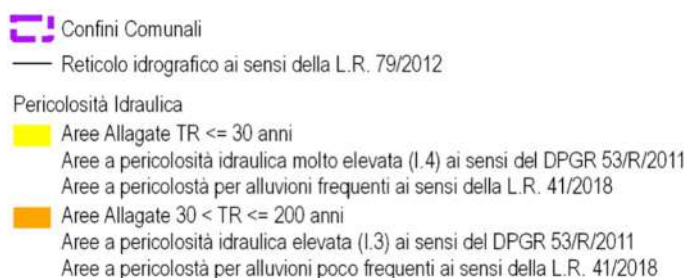 Confini Comunali
Reticolo idrografico ai sensi della L.R. 79/2012
Pericolosità Idraulica
Aree Allagate TR <= 30 anni
Aree a pericolosità idraulica molto elevata (I.4) ai sensi del DPGR 53/R/2011
Aree a pericolostà per alluvioni frequenti ai sensi della L.R. 41/2018
Aree Allagate 30 < TR <= 200 anni
Aree a pericolosità idraulica elevata (I.3) ai sensi del DPGR 53/R/2011
Aree a pericolostà per alluvioni poco frequenti ai sensi della L.R. 41/2018